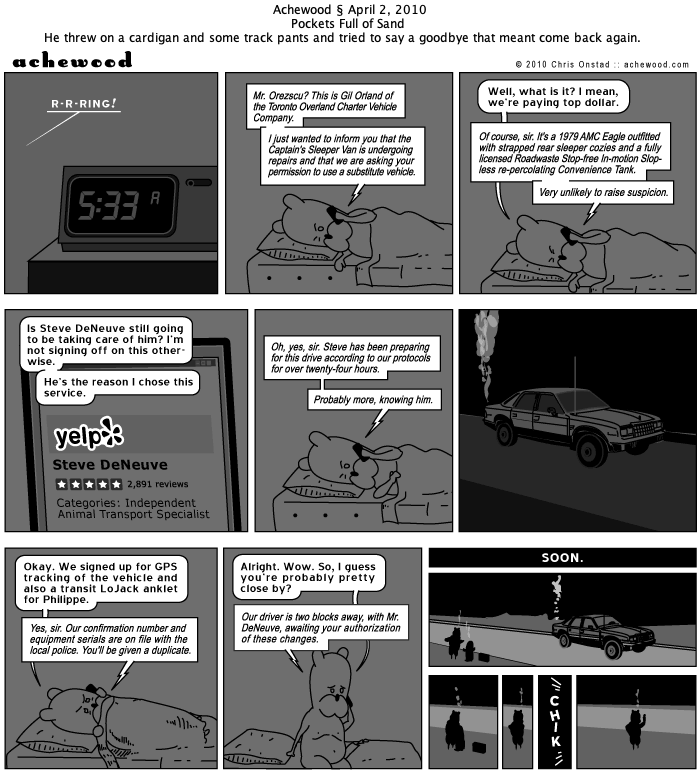 Achewood § April 2, 2010
Pockets Full of Sand
He threw on a cardigan and some track pants and tried to say a goodbye that meant come back again.
achewood
© 2010 Chris Onstad :: achewood.com
R-R-RING!
5:33 A
Mr. Orezscu? This is Gil Orland of
the Toronto Overland Charter Vehicle
Company.
I just wanted to inform you that the
Captain's Sleeper Van is undergoing
repairs and that we are asking your
permission to use a substitute vehicle.
Well, what is it? I mean,
we're paying top dollar.
Of course, sir. It's a 1979 AMC Eagle outfitted
with strapped rear sleeper cozies and a fully
licensed Roadwaste Stop-free In-motion Slop-
less re-percolating Convenience Tank.
Very unlikely to raise suspicion.
Is Steve DeNeuve still going
to be taking care of him? I'm
not signing off on this other-
wise.
He's the reason I chose this
service.
yelp
Steve DeNeuve
2,891 reviews
Categories: Independent
Animal Transport Specialist
Oh, yes, sir. Steve has been preparing
for this drive according to our protocols
for over twenty-four hours.
Probably more, knowing him.
Okay. We signed up for GPS
tracking of the vehicle and
also a transit LoJack anklet
for Philippe.
Yes, sir. Our confirmation number and
equipment serials are on file with the
local police. You'll be given a duplicate.
Alright. Wow. So, I guess
you're probably pretty
close by?
Our driver is two blocks away, with Mr.
DeNeuve, awaiting your authorization
of these changes.
SOON.
CHIK